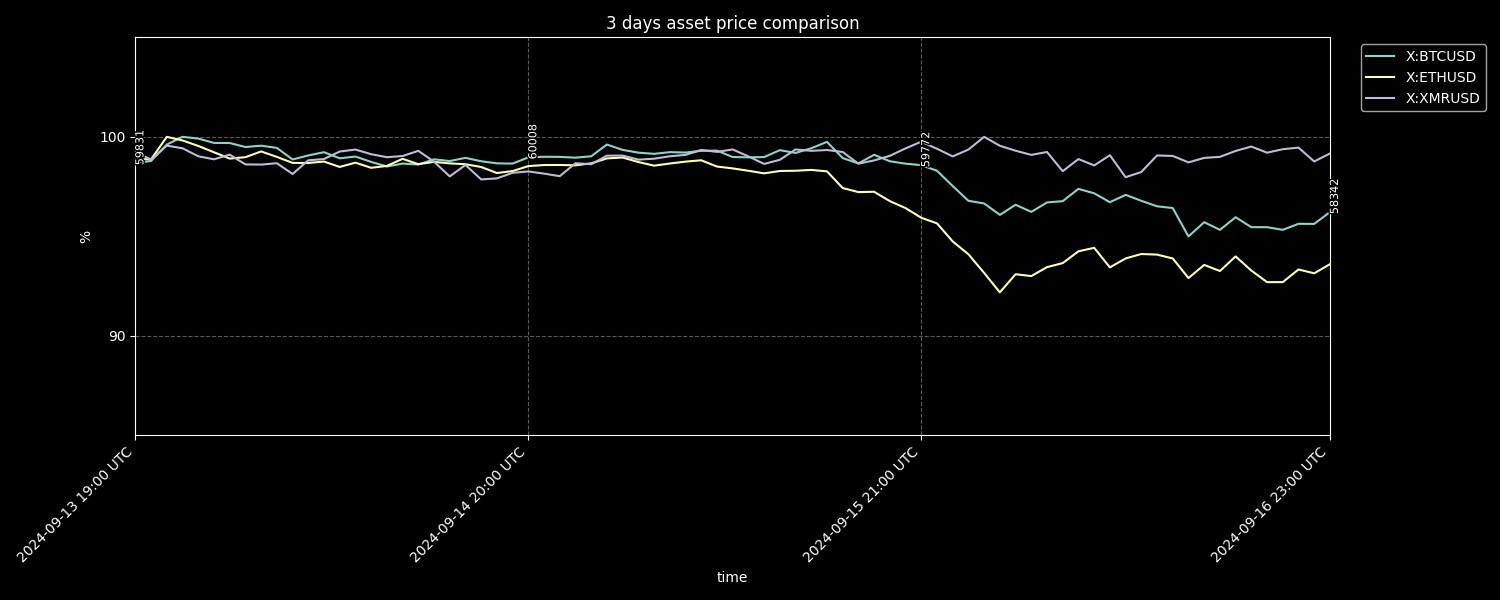 3 days asset price comparison
X:BTCUSD
X:ETHUSD
X:XMRUSD
100
90
%
59831
60008
59772
58342
2024-09-13 19:00 UTC
2024-09-14 20:00 UTC
2024-09-15 21:00 UTC
2024-09-16 23:00 UTC
time